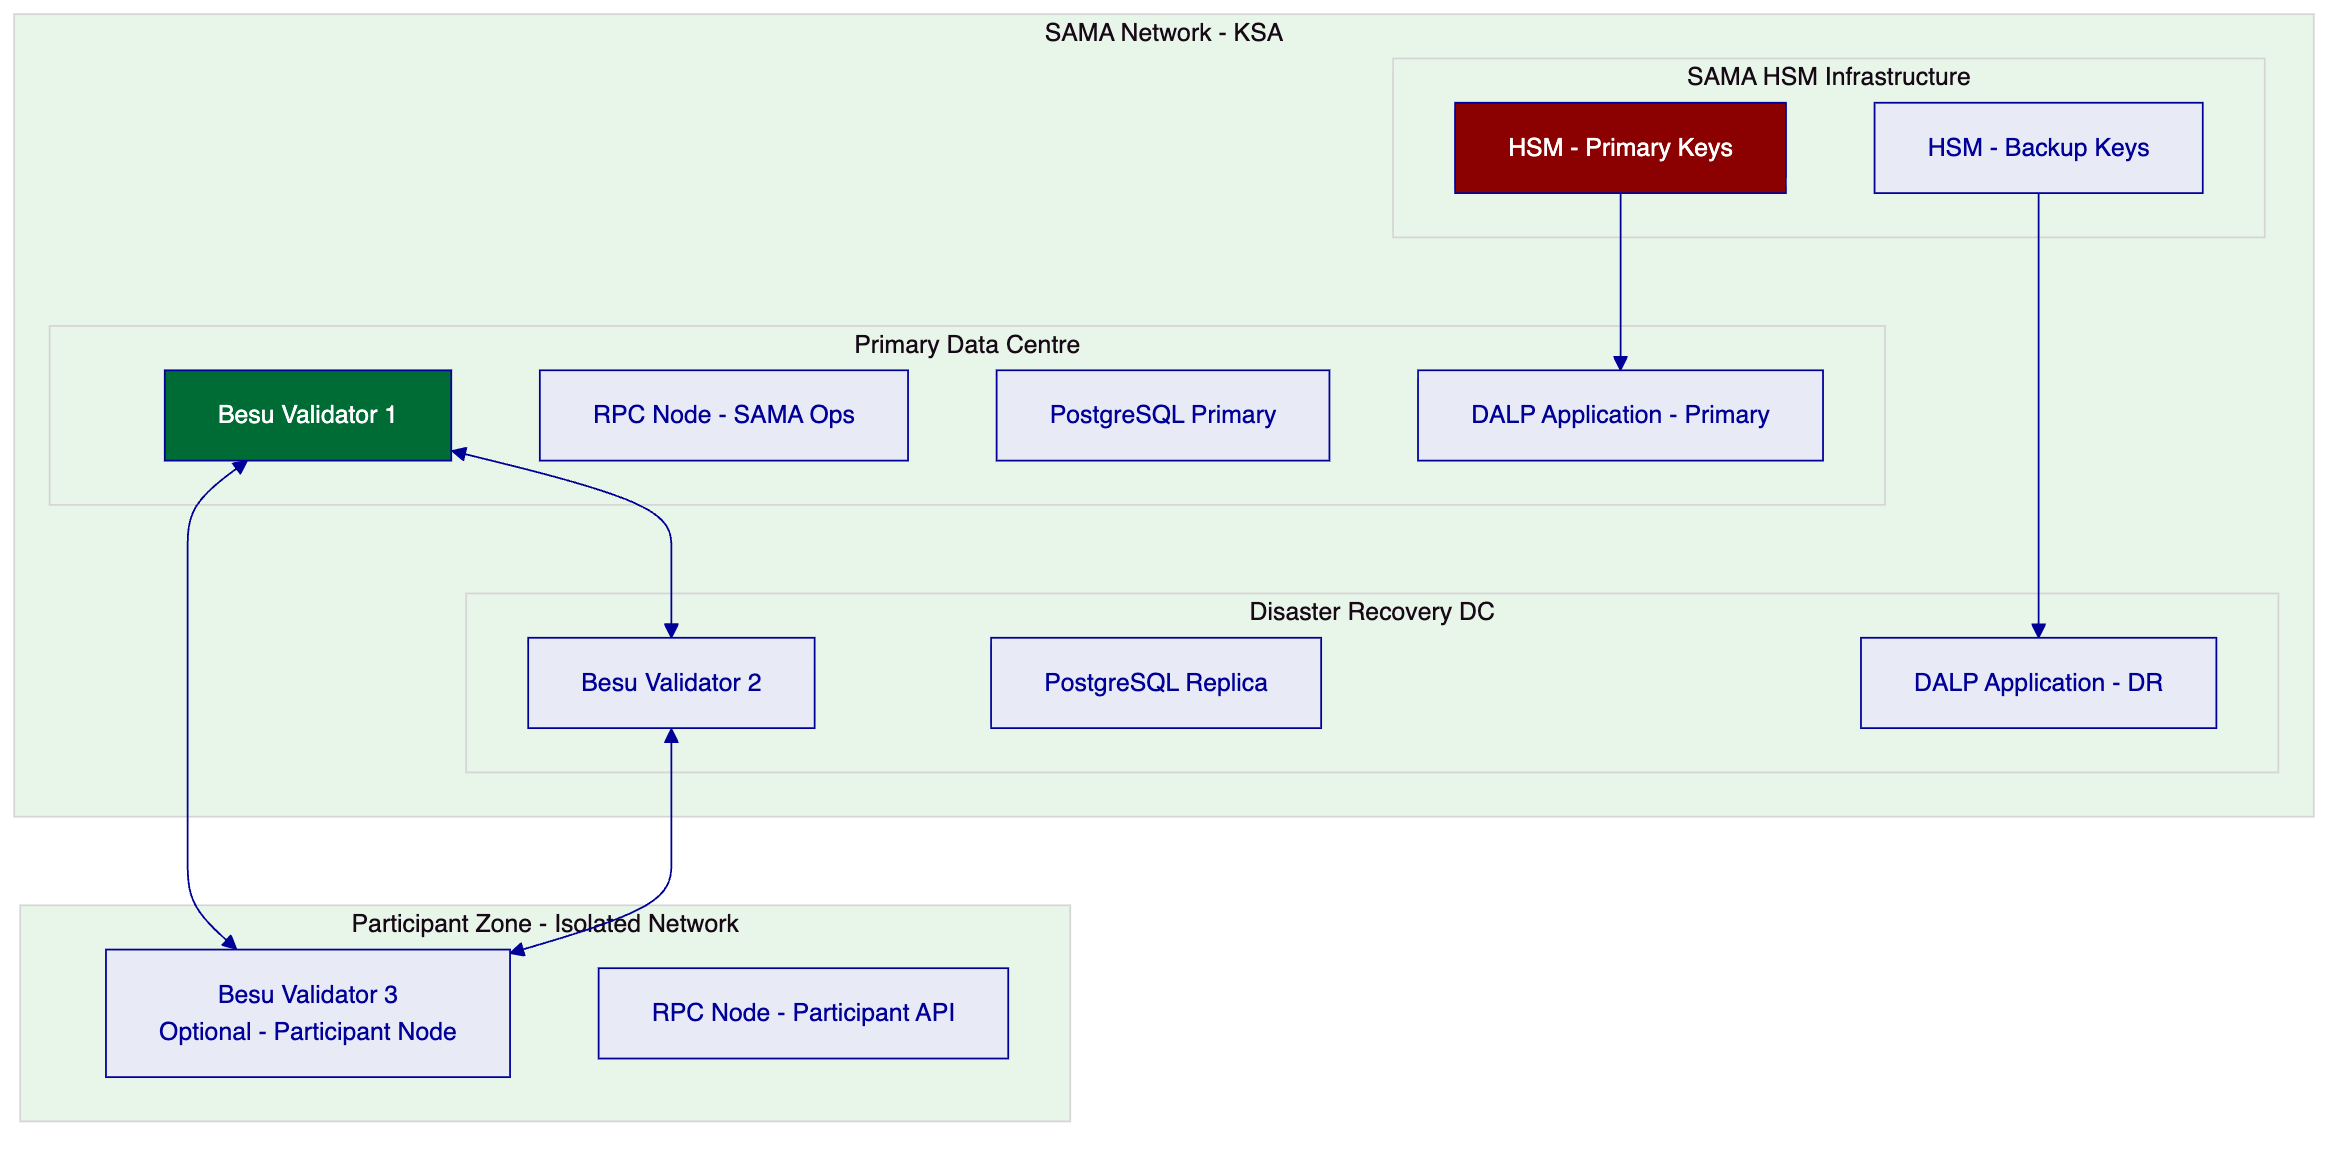 SAMA Network - KSA
SAMA HSM Infrastructure
HSM - Primary Keys
HSM - Backup Keys
Primary Data Centre
Besu Validator 1
RPC Node - SAMA Ops
PostgreSQL Primary
DALP Application - Primary
Disaster Recovery DC
Besu Validator 2
PostgreSQL Replica
DALP Application - DR
Participant Zone - Isolated Network
Besu Validator 3
Optional - Participant Node
RPC Node - Participant API